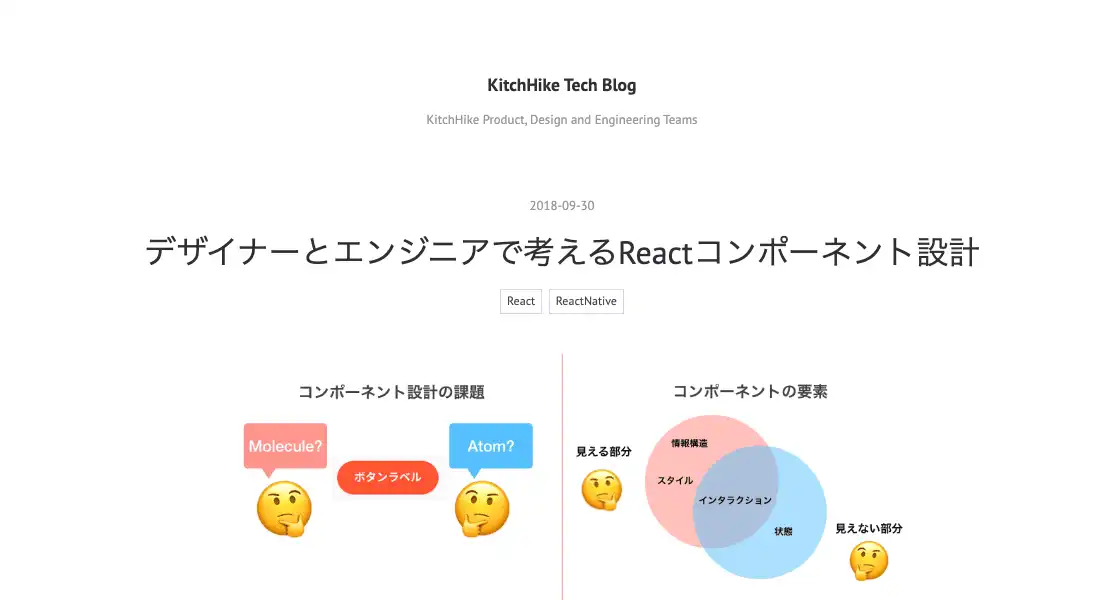 KitchHike Tech Blog
KitchHike Product, Design and Engineering Teams
2018-09-30
デザイナーとエンジニアで考えるReactコンポーネント設計
React
ReactNative
コンポーネント設計の課題
Molecule?
Atom?
ボタンラベル
コンポーネントの要素
情報構造
見える部分
スタイル
インタラクション
状態
見えない部分